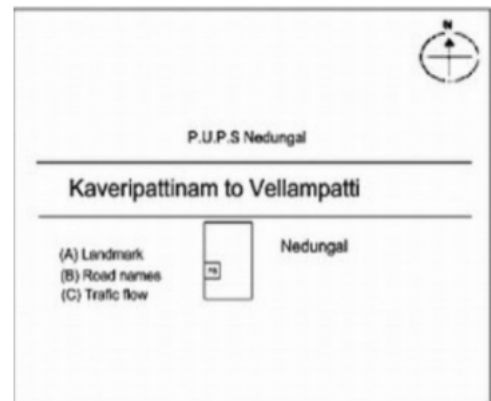 N
P.U.P.S Nedungal
Kaveripattinam to Vellampatti
Nedungal
(A) Landmark
(B) Road names
(C) Trafic flow